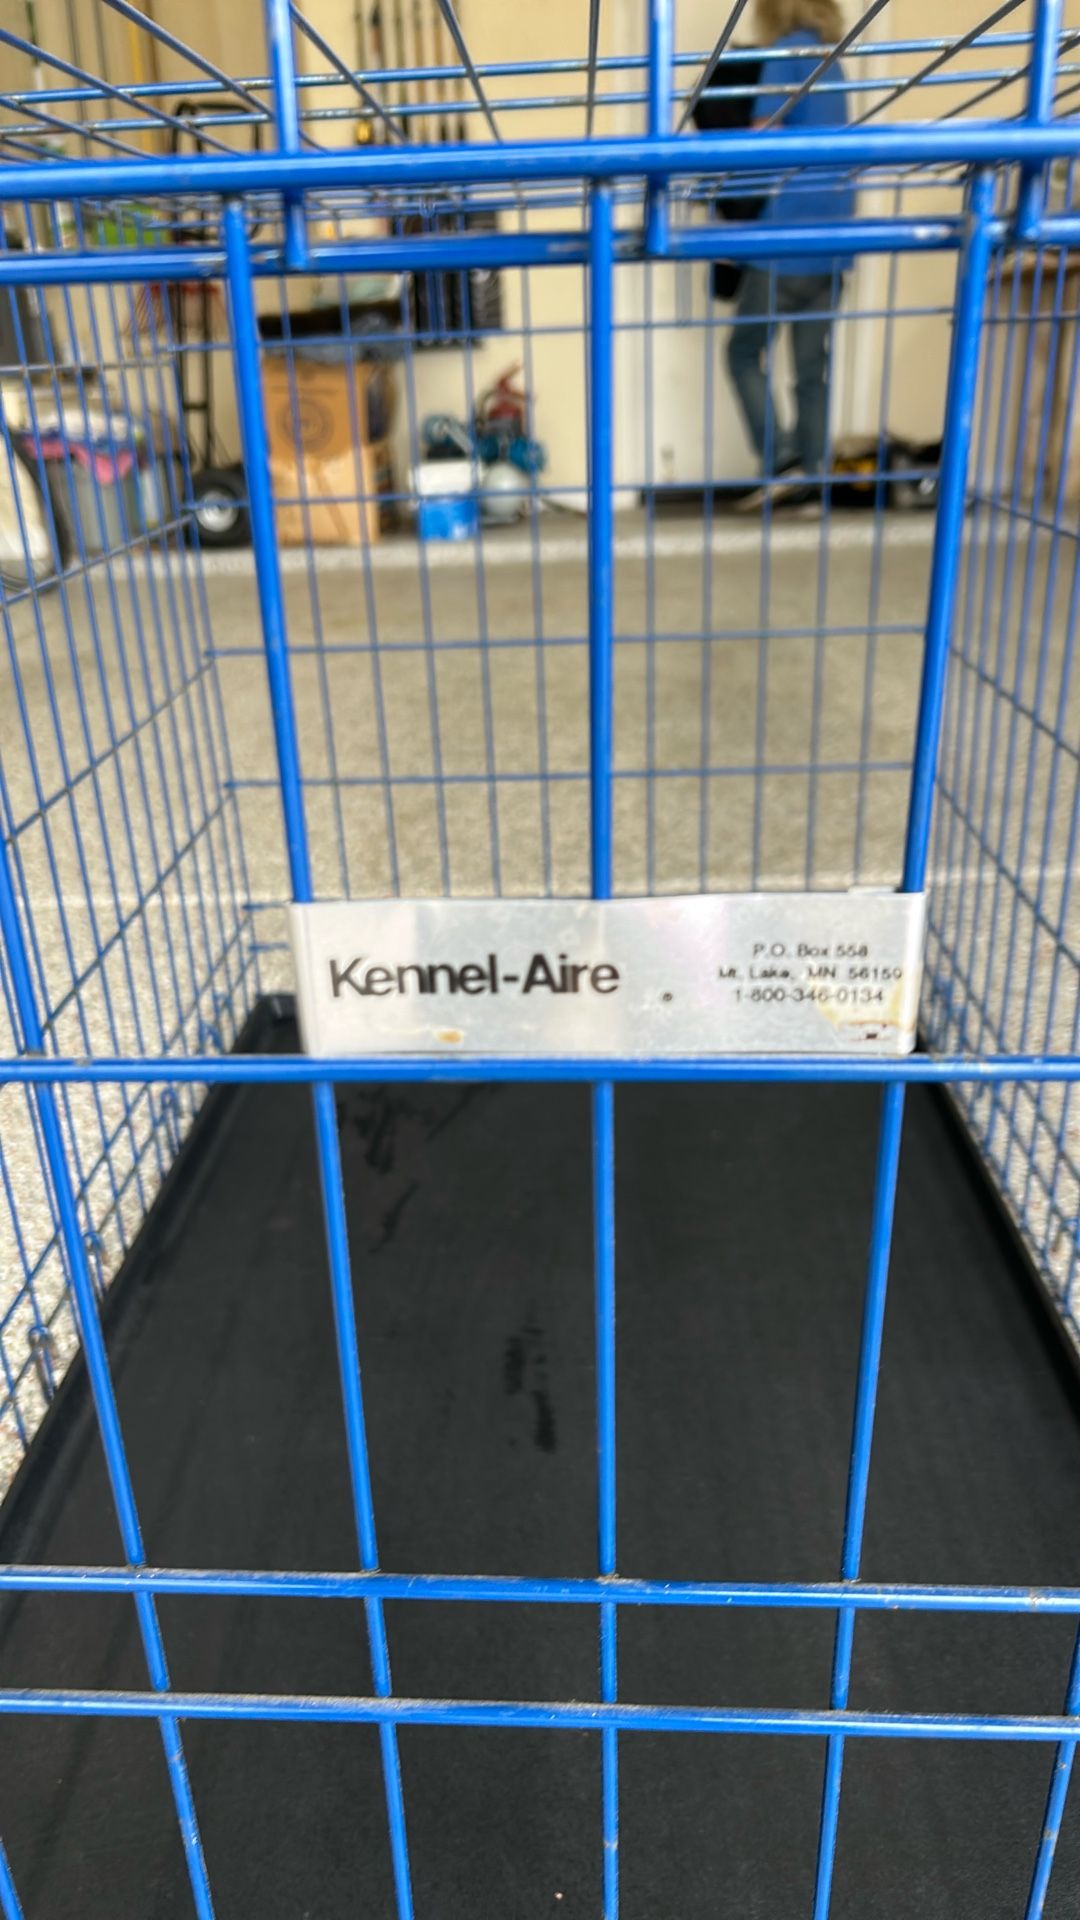 Kennel-Aire ®
P.O. Box 558
Mt. Lake, MN 56159
1-800-346-0134